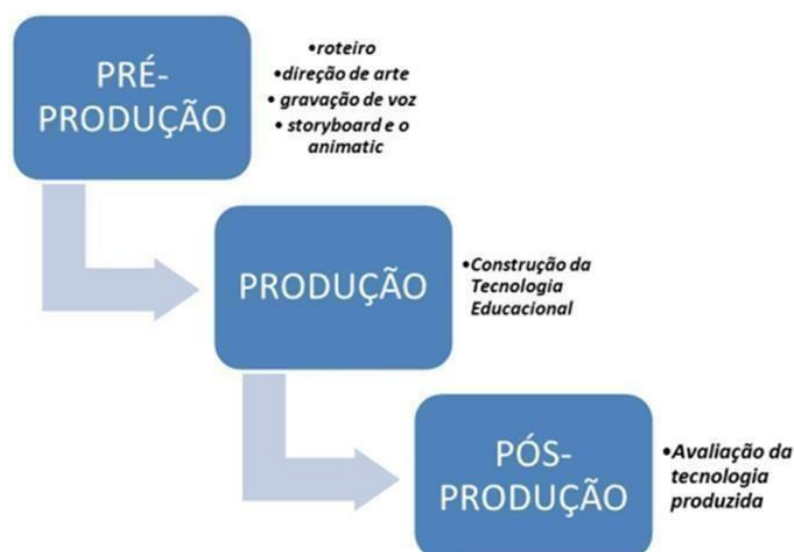 PRÉ-
PRODUÇÃO
•roteiro
•direção de arte
• gravação de voz
• storyboard e o
animatic
PRODUÇÃO
•Construção da
Tecnologia
Educacional
PÓS-
PRODUÇÃO
•Avaliação da
tecnologia
produzida